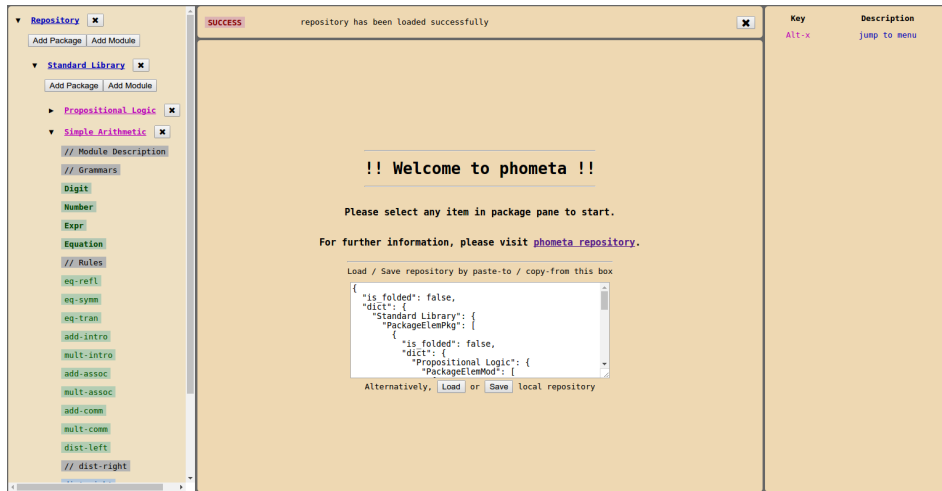 ▼ Repository ✖
Add Package Add Module
▼ Standard Library ✖
Add Package Add Module
► Propositional Logic ✖
▼ Simple Arithmetic ✖
// Module Description
// Grammars
Digit
Number
Expr
Equation
// Rules
eq-refl
eq-symm
eq-tran
add-intro
mult-intro
add-assoc
mult-assoc
add-comm
mult-comm
dist-left
// dist-right
SUCCESS repository has been loaded successfully ✖
!! Welcome to phometa !!
Please select any item in package pane to start.
For further information, please visit phometa repository.
Load / Save repository by paste-to / copy-from this box
{
"is_folded": false,
"dict": {
"Standard Library": {
"PackageElemPkg": [
{
"is_folded": false,
"dict": {
"Propositional Logic": {
"PackageElemMod": [
Alternatively, Load or Save local repository
Key Description
Alt-x jump to menu